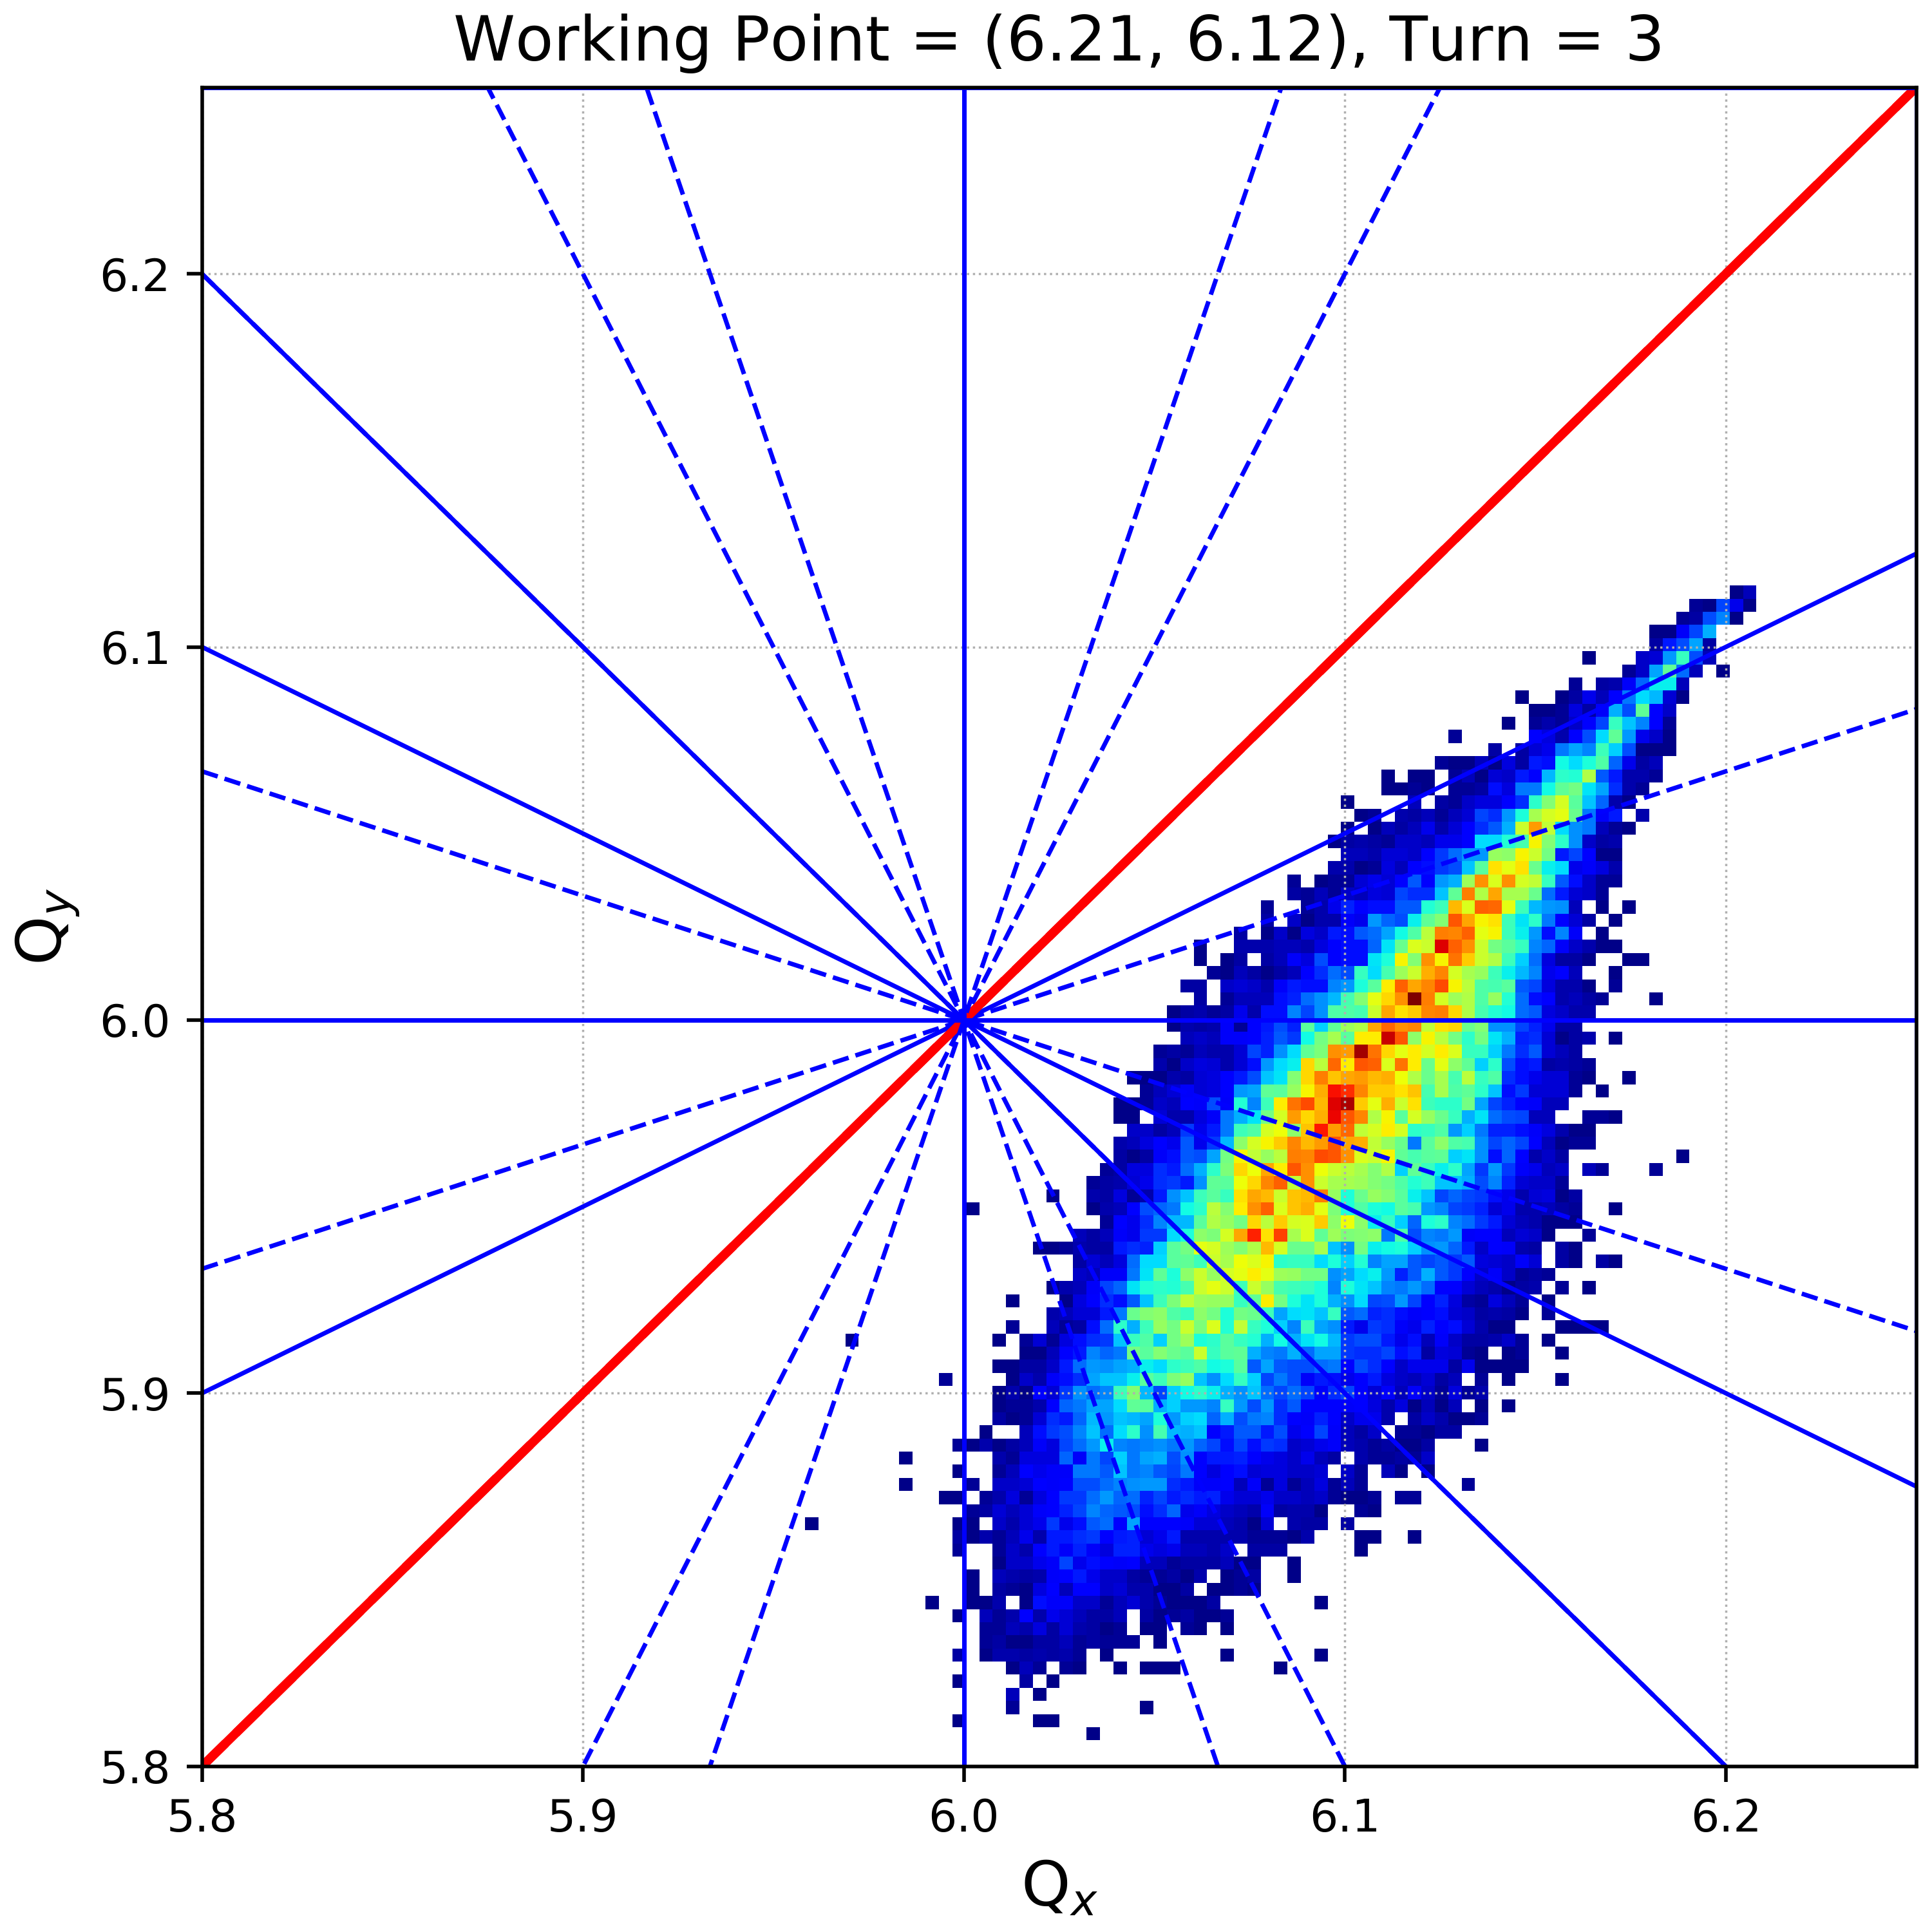 Working Point = (6.21, 6.12), Turn = 3
6.2
6.1
6.0
5.9
5.8
Qy
5.8 5.9 6.0 6.1 6.2
Qx